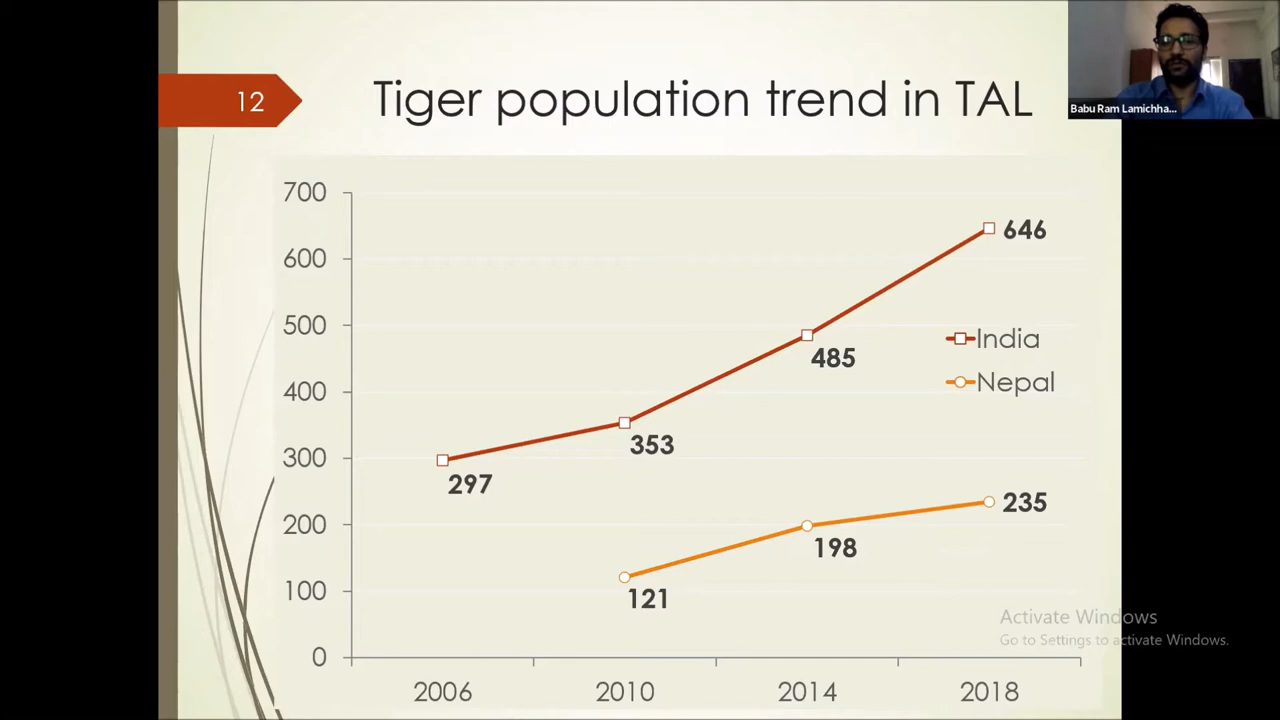 12
Tiger population trend in TAL
Babu Ram Lamichha...
700
600
500
400
300
200
100
0
646
485
353
297
235
198
121
India
Nepal
2006 2010 2014 2018
Activate Windows
Go to Settings to activate Windows.